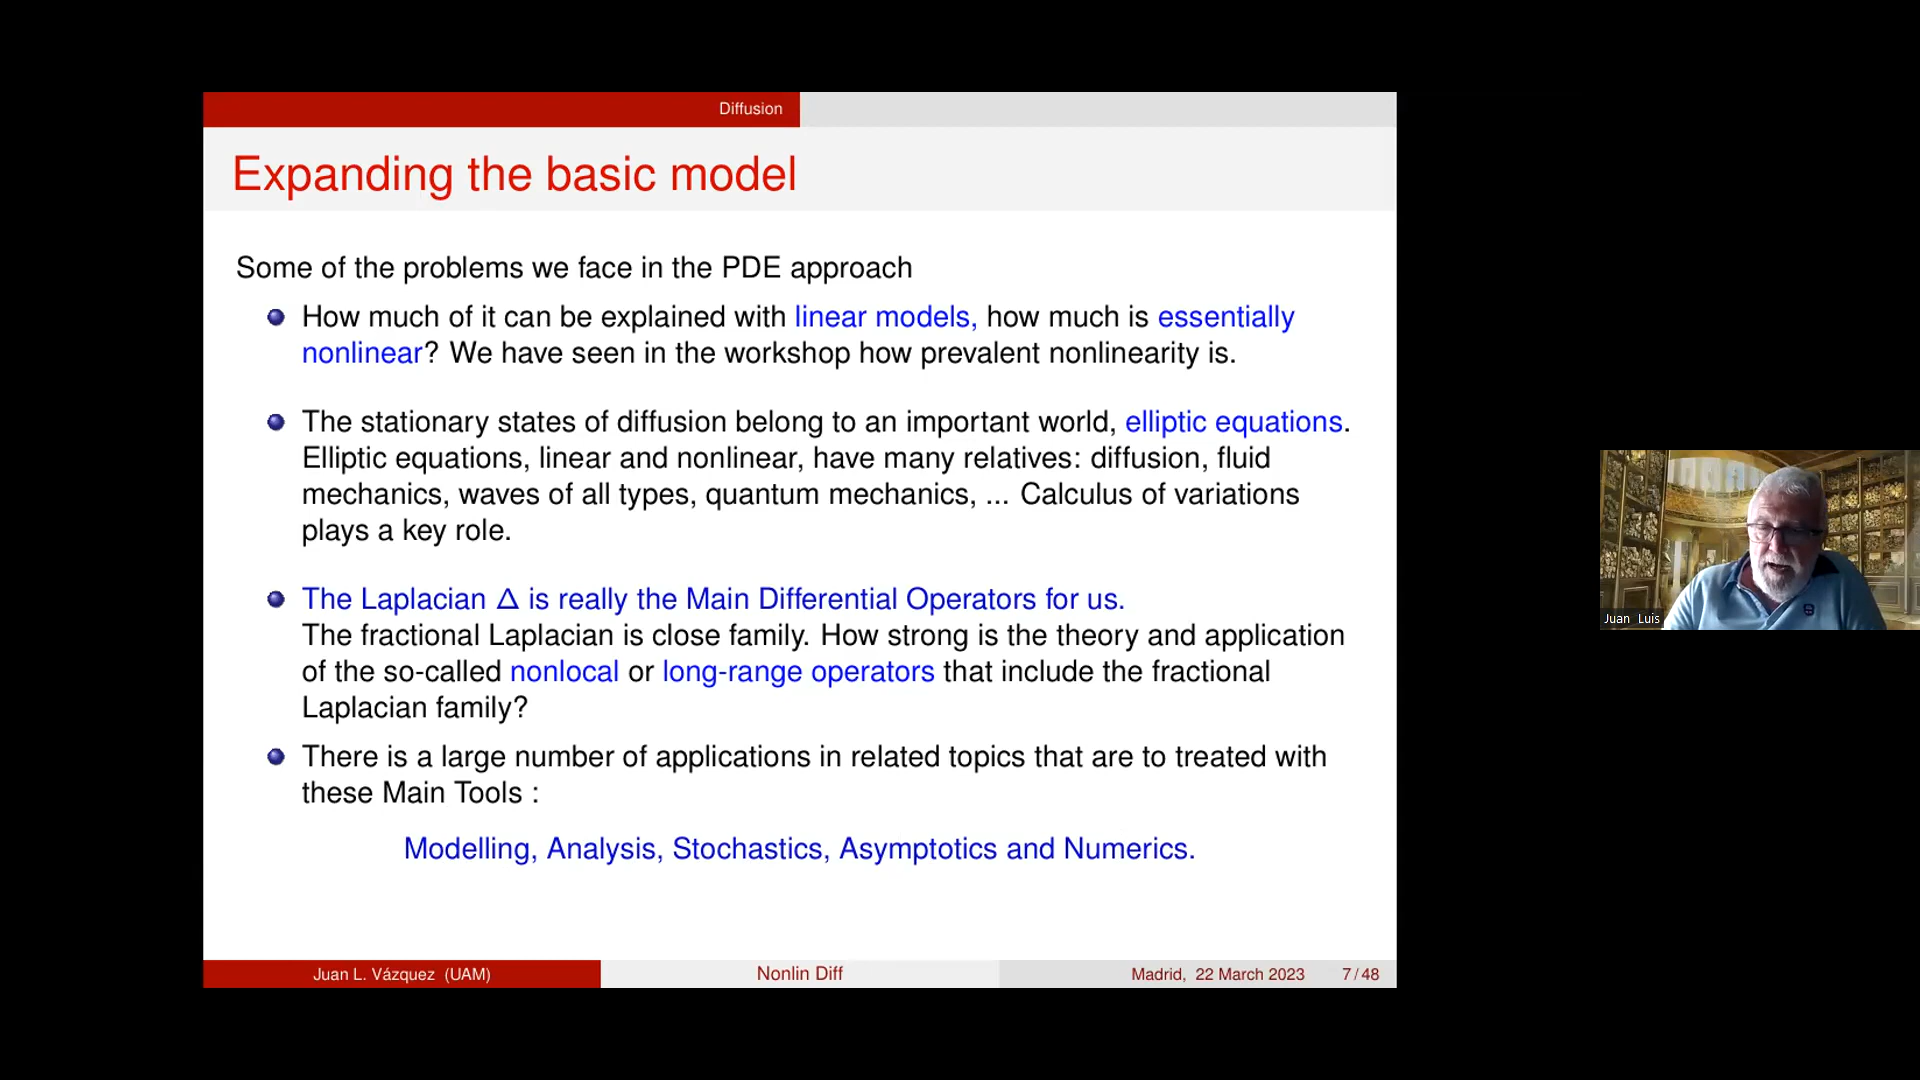 Diffusion
Expanding the basic model
Some of the problems we face in the PDE approach
How much of it can be explained with linear models, how much is essentially
nonlinear? We have seen in the workshop how prevalent nonlinearity is.
The stationary states of diffusion belong to an important world, elliptic equations.
Elliptic equations, linear and nonlinear, have many relatives: diffusion, fluid
mechanics, waves of all types, quantum mechanics, ... Calculus of variations
plays a key role.
The Laplacian Δ is really the Main Differential Operators for us.
The fractional Laplacian is close family. How strong is the theory and application
of the so-called nonlocal or long-range operators that include the fractional
Laplacian family?
There is a large number of applications in related topics that are to treated with
these Main Tools :
Modelling, Analysis, Stochastics, Asymptotics and Numerics.
Juan L. Vázquez (UAM) Nonlin Diff Madrid, 22 March 2023 7 / 48
Juan Luis